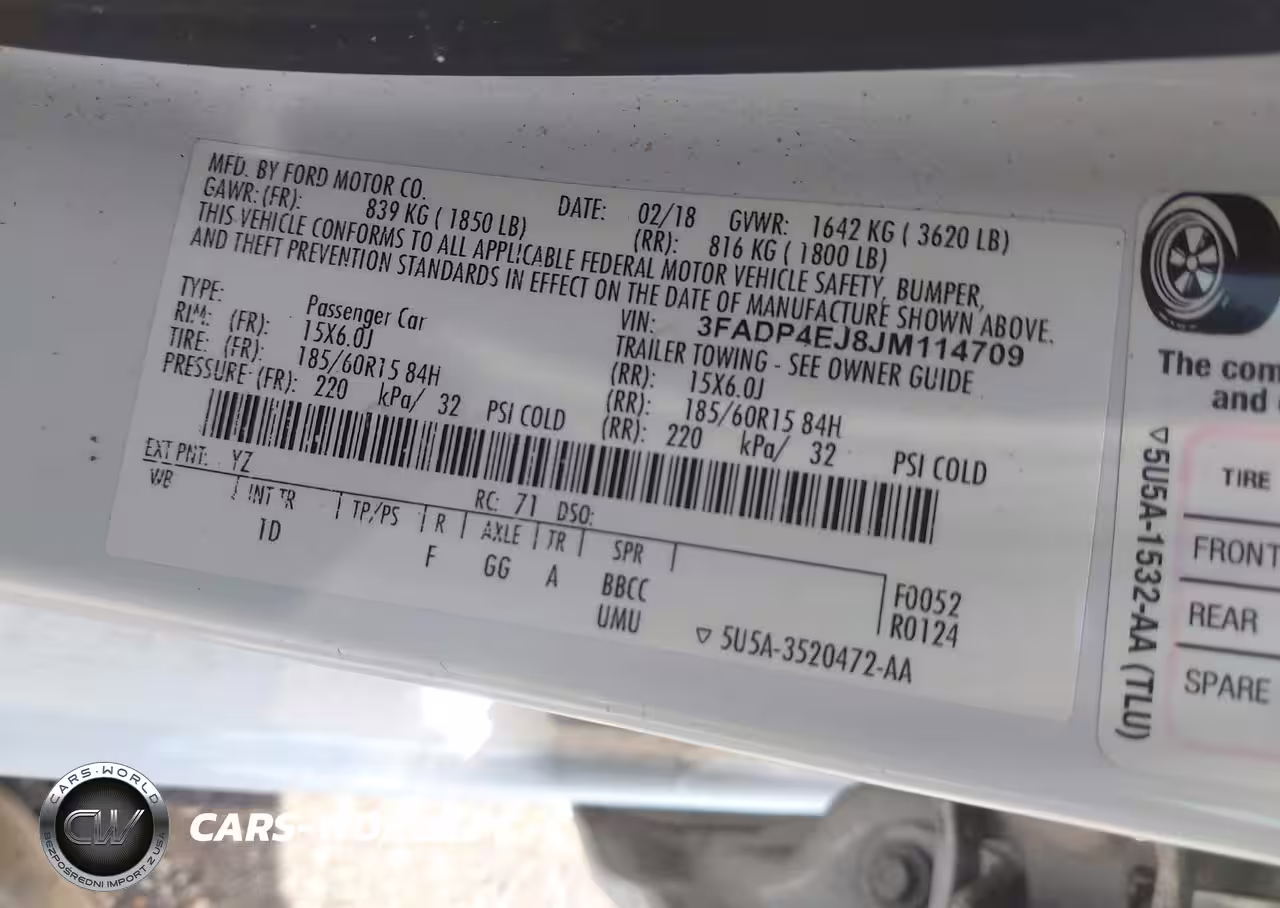 MFD. BY FORD MOTOR CO.
DATE: 02/18 GVWR: 1642 KG ( 3620 LB)
GAWR: (FR): 839 KG ( 1850 LB) (RR): 816 KG ( 1800 LB)
THIS VEHICLE CONFORMS TO ALL APPLICABLE FEDERAL MOTOR VEHICLE SAFETY, BUMPER,
AND THEFT PREVENTION STANDARDS IN EFFECT ON THE DATE OF MANUFACTURE SHOWN ABOVE.
VIN: 3FADP4EJ8JM114709
TYPE: Passenger Car TRAILER TOWING - SEE OWNER GUIDE
RIM: (FR): 15X6.0J (RR): 15X6.0J
TIRE: (FR): 185/60R15 84H (RR): 185/60R15 84H
PRESSURE (FR): 220 kPa/ 32 PSI COLD (RR): 220 kPa/ 32 PSI COLD
EXT PNT: YZ RC: 71 DSO:
WB INT TR TP/PS R AXLE TR SPR
1D F GG A BBCC
UMU
F0052
R0124
▽ 5U5A-3520472-AA
The com
and
▽5U5A-1532-AA (TLU)
TIRE
FRONT
REAR
SPARE
CARS-WORLD
CW
BEZPOŚREDNI IMPORT Z USA